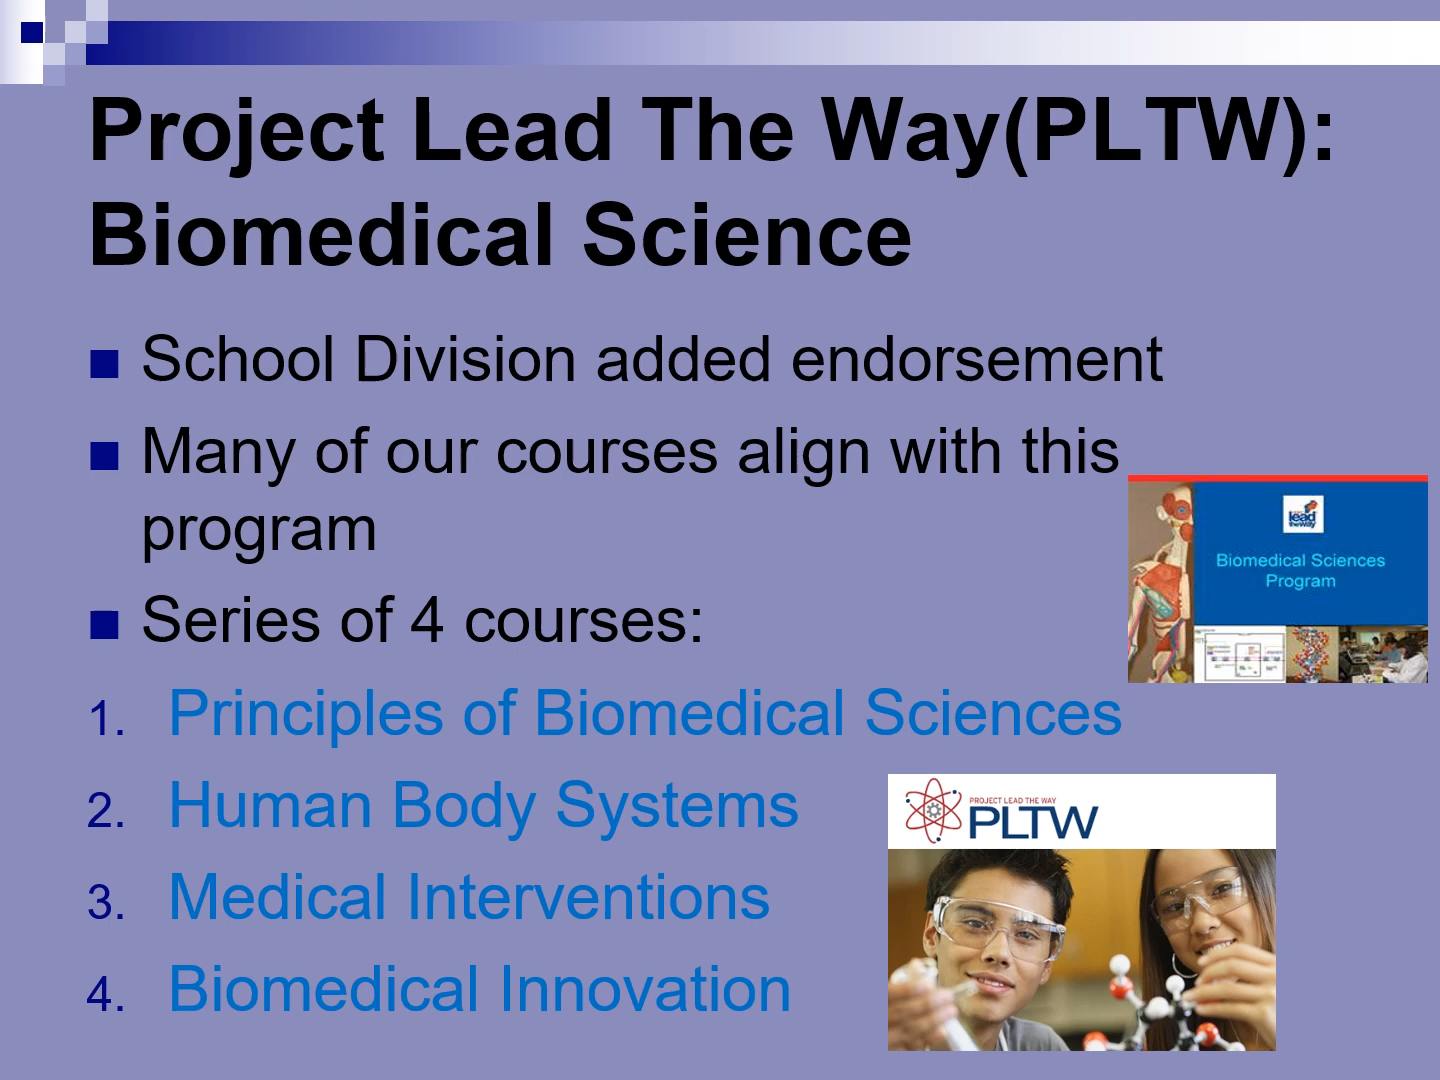 Project Lead The Way(PLTW):
Biomedical Science
School Division added endorsement
Many of our courses align with this
program
Series of 4 courses:
1. Principles of Biomedical Sciences
2. Human Body Systems
3. Medical Interventions
4. Biomedical Innovation
lead
the Way
Biomedical Sciences
Program
PROJECT LEAD THE WAY
PLTW